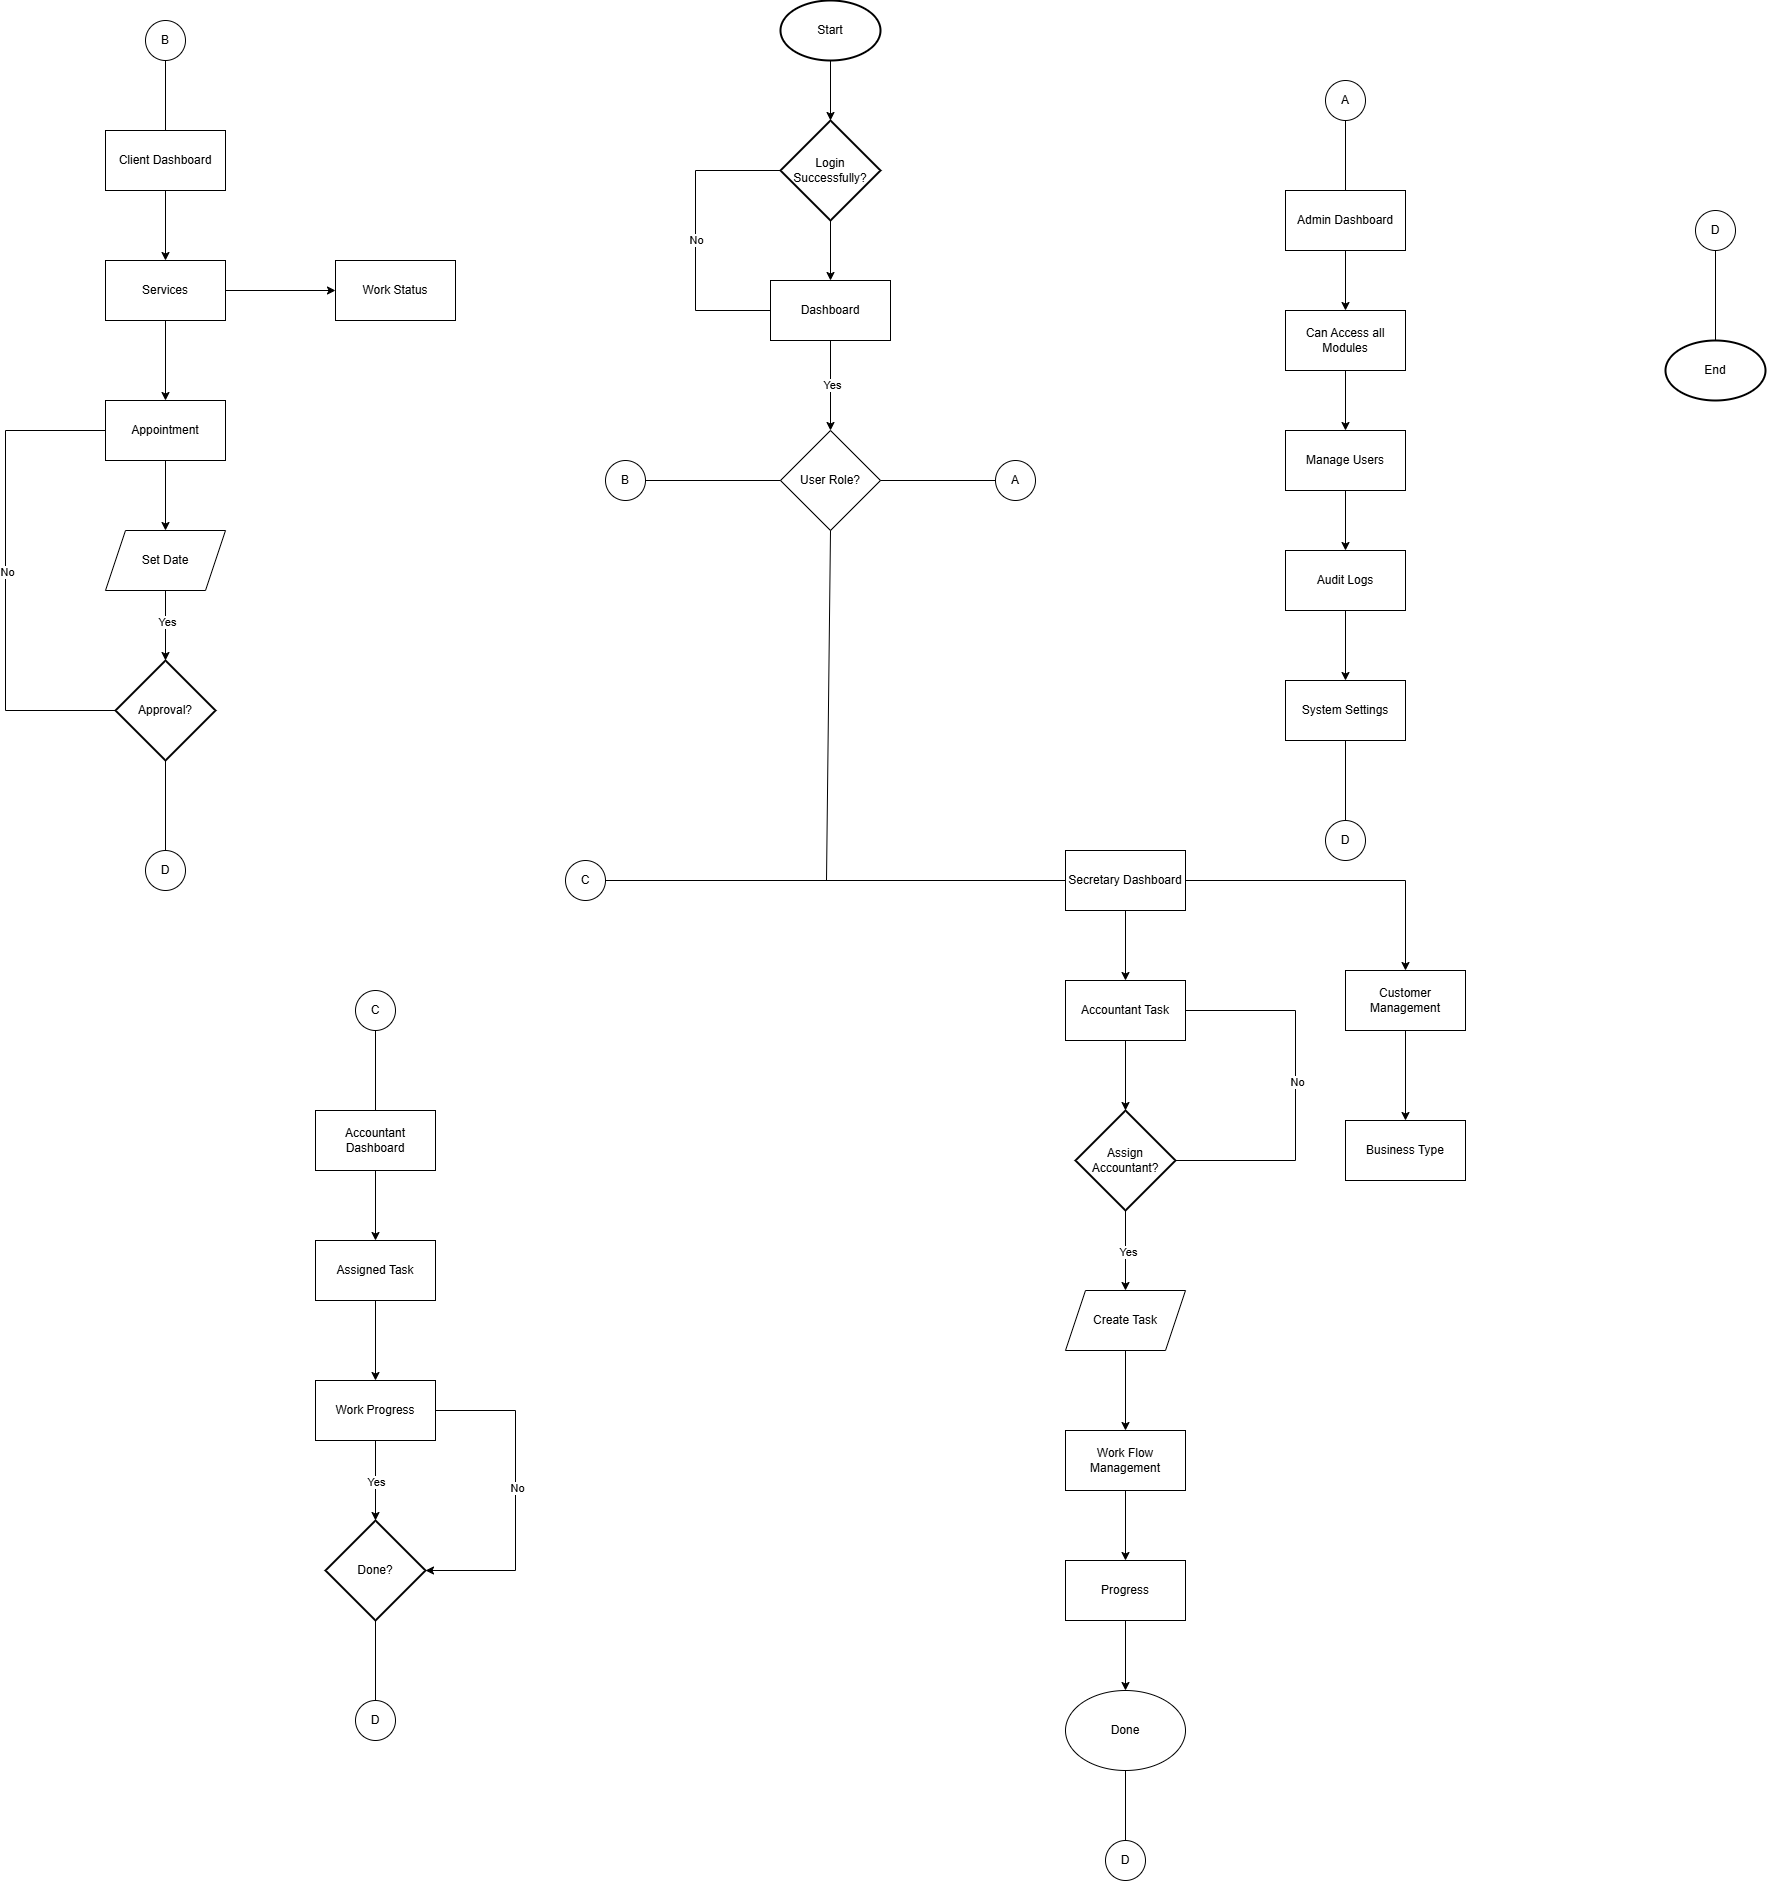 Start
B
A
Login
Successfully?
Client Dashboard
Admin Dashboard
D
No
Services
Work Status
Dashboard
Can Access all
Modules
End
Yes
Appointment
Manage Users
B
User Role?
A
Set Date
No
Audit Logs
Yes
Approval?
System Settings
D
D
C
Secretary Dashboard
C
Accountant Task
Customer
Management
No
Accountant
Dashboard
Assign
Accountant?
Business Type
Yes
Assigned Task
Create Task
Work Progress
Work Flow
Management
Yes
No
Done?
Progress
D
Done
D